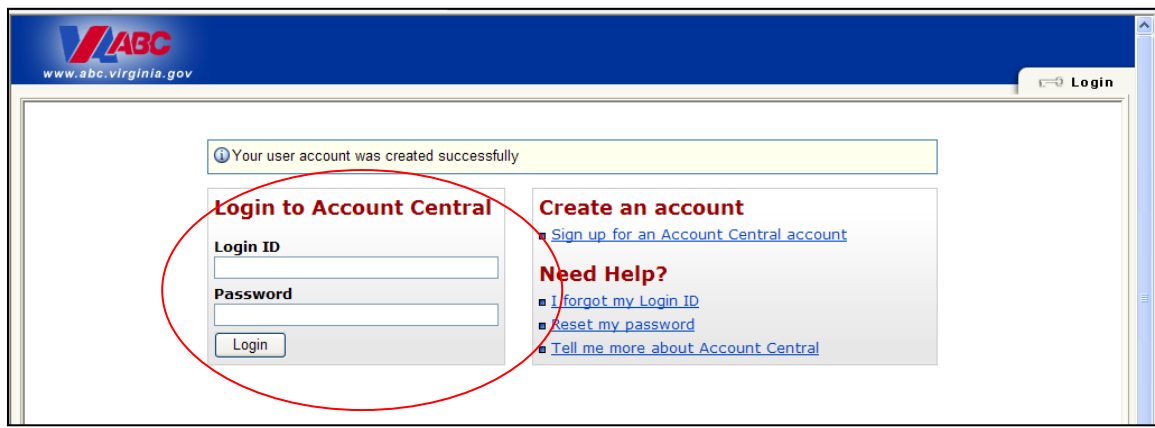 ABC
www.abc.virginia.gov
Login
Your user account was created successfully
Login to Account Central
Login ID
Password
Login
Create an account
Sign up for an Account Central account
Need Help?
I forgot my Login ID
Reset my password
Tell me more about Account Central